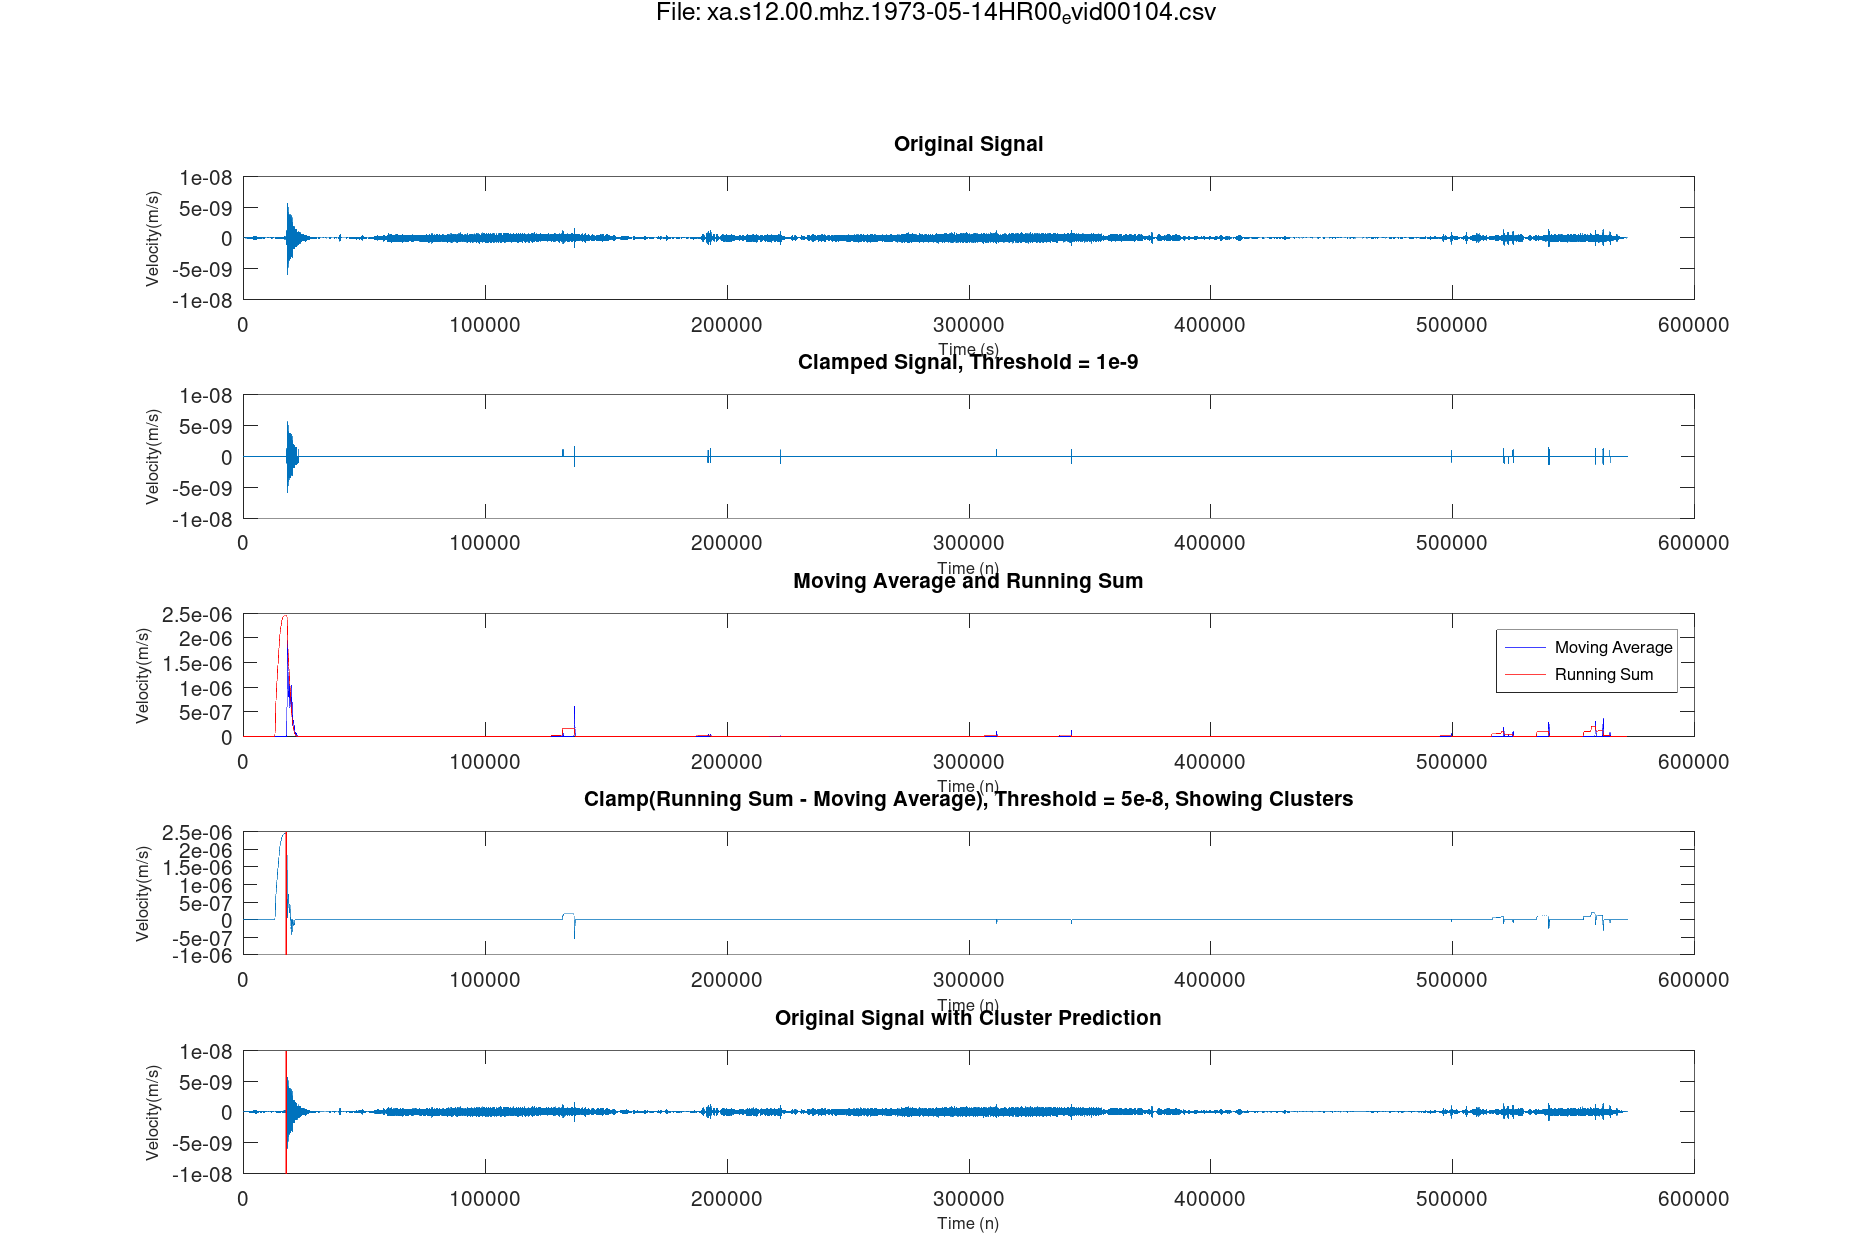 File: xa.s12.00.mhz.1973-05-14HR00evid00104.csv
Original Signal
Velocity(m/s)
1e-08
5e-09
0
-5e-09
-1e-08
0 100000 200000 300000 400000 500000 600000
Time (s)
Clamped Signal, Threshold = 1e-9
Velocity(m/s)
1e-08
5e-09
0
-5e-09
-1e-08
0 100000 200000 300000 400000 500000 600000
Time (n)
Moving Average and Running Sum
Velocity(m/s)
2.5e-06
2e-06
1.5e-06
1e-06
5e-07
0
Moving Average
Running Sum
0 100000 200000 300000 400000 500000 600000
Time (n)
Clamp(Running Sum - Moving Average), Threshold = 5e-8, Showing Clusters
Velocity(m/s)
2.5e-06
2e-06
1.5e-06
1e-06
5e-07
0
-5e-07
-1e-06
0 100000 200000 300000 400000 500000 600000
Time (n)
Original Signal with Cluster Prediction
Velocity(m/s)
1e-08
5e-09
0
-5e-09
-1e-08
0 100000 200000 300000 400000 500000 600000
Time (n)